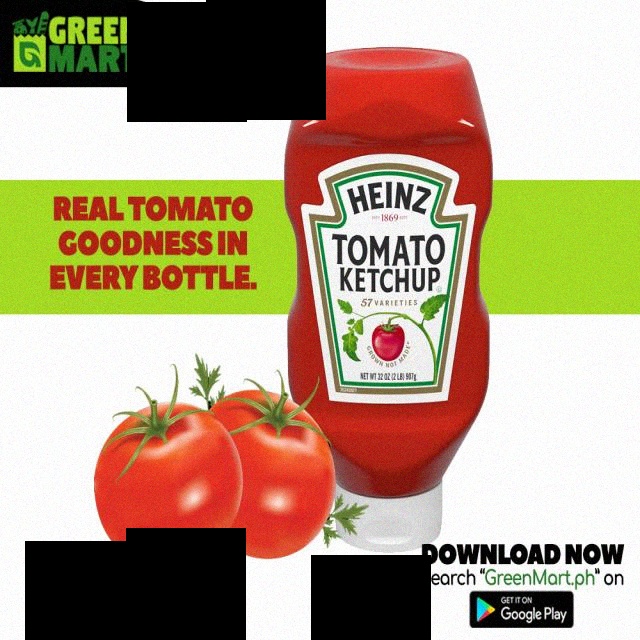 GREEN
MART
REAL TOMATO
GOODNESS IN
EVERY BOTTLE.
HEINZ
EST 1869 EST
TOMATO
KETCHUP
57 VARIETIES
GROWN NOT MADE
NET WT 32 OZ (2 LB) 907g
DOWNLOAD NOW
"GreenMart.ph" on
GET IT ON
Google Play